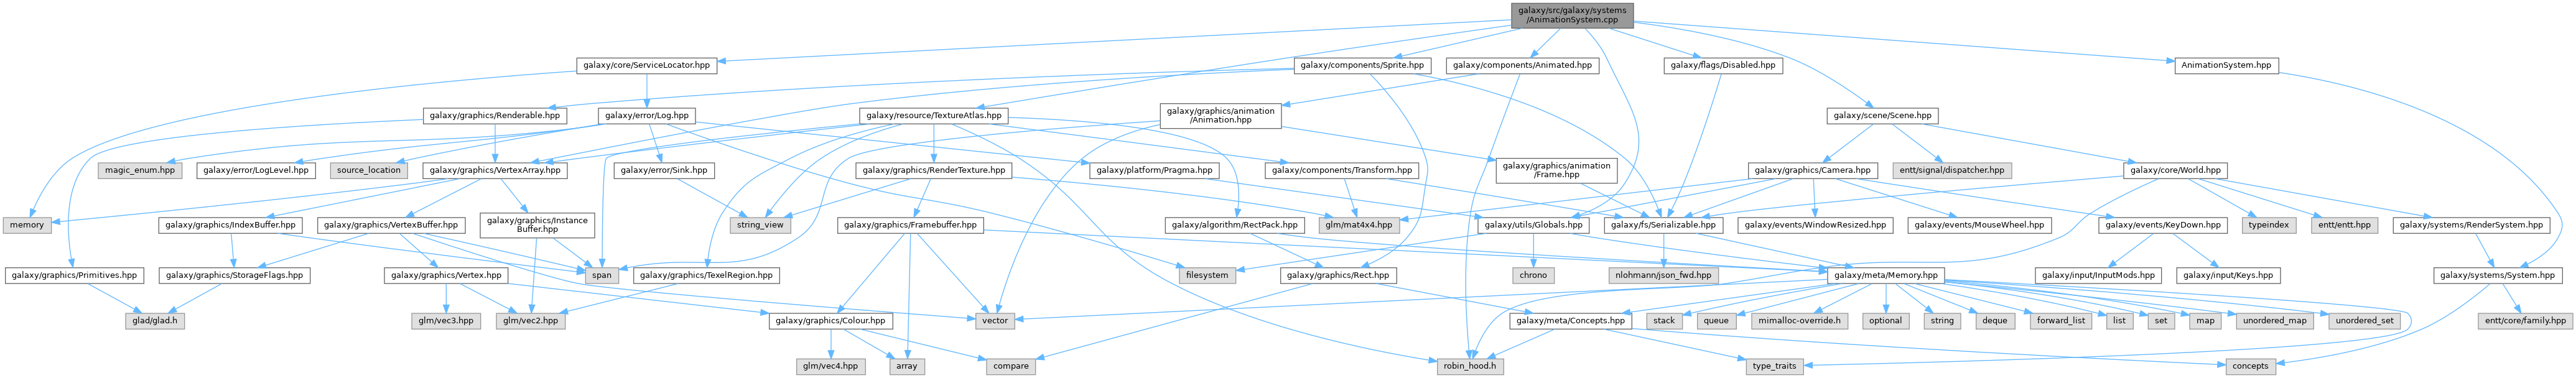 galaxy/src/galaxy/systems
/AnimationSystem.cpp
galaxy/core/ServiceLocator.hpp
galaxy/components/Sprite.hpp
galaxy/components/Animated.hpp
galaxy/flags/Disabled.hpp
AnimationSystem.hpp
galaxy/graphics/Renderable.hpp
galaxy/error/Log.hpp
galaxy/resource/TextureAtlas.hpp
galaxy/graphics/animation
/Animation.hpp
galaxy/scene/Scene.hpp
magic_enum.hpp
galaxy/error/LogLevel.hpp
source_location
galaxy/graphics/VertexArray.hpp
galaxy/error/Sink.hpp
galaxy/graphics/RenderTexture.hpp
galaxy/platform/Pragma.hpp
galaxy/components/Transform.hpp
galaxy/graphics/animation
/Frame.hpp
galaxy/graphics/Camera.hpp
entt/signal/dispatcher.hpp
galaxy/core/World.hpp
memory
galaxy/graphics/IndexBuffer.hpp
galaxy/graphics/VertexBuffer.hpp
galaxy/graphics/Instance
Buffer.hpp
string_view
galaxy/graphics/Framebuffer.hpp
galaxy/algorithm/RectPack.hpp
glm/mat4x4.hpp
galaxy/utils/Globals.hpp
galaxy/fs/Serializable.hpp
galaxy/events/WindowResized.hpp
galaxy/events/MouseWheel.hpp
galaxy/events/KeyDown.hpp
typeindex
entt/entt.hpp
galaxy/systems/RenderSystem.hpp
galaxy/graphics/Primitives.hpp
galaxy/graphics/StorageFlags.hpp
galaxy/graphics/Vertex.hpp
span
galaxy/graphics/TexelRegion.hpp
filesystem
galaxy/graphics/Rect.hpp
chrono
nlohmann/json_fwd.hpp
galaxy/meta/Memory.hpp
galaxy/input/InputMods.hpp
galaxy/input/Keys.hpp
galaxy/systems/System.hpp
glad/glad.h
glm/vec3.hpp
glm/vec2.hpp
galaxy/graphics/Colour.hpp
vector
galaxy/meta/Concepts.hpp
stack
queue
mimalloc-override.h
optional
string
deque
forward_list
list
set
map
unordered_map
unordered_set
entt/core/family.hpp
glm/vec4.hpp
array
compare
robin_hood.h
type_traits
concepts